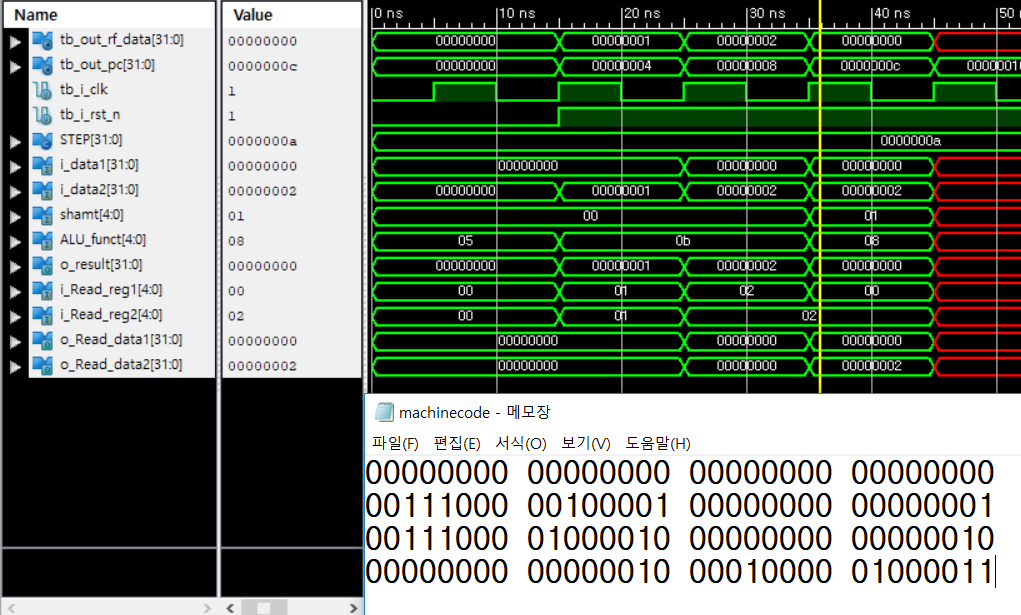 Name Value
0 ns 10 ns 20 ns 30 ns 40 ns 50
tb_out_rf_data[31:0] 00000000 00000000 00000001 00000002 00000000
tb_out_pc[31:0] 0000000c 00000000 00000004 00000008 0000000c 00000010
tb_i_clk 1
tb_i_rst_n 1
STEP[31:0] 0000000a 0000000a
i_data1[31:0] 00000000 00000000 00000000 00000000
i_data2[31:0] 00000002 00000000 00000001 00000002 00000002
shamt[4:0] 01 00 01
ALU_funct[4:0] 08 05 0b 08
o_result[31:0] 00000000 00000000 00000001 00000002 00000000
i_Read_reg1[4:0] 00 00 01 02 00
i_Read_reg2[4:0] 02 00 01 02
o_Read_data1[31:0] 00000000 00000000 00000000 00000000
o_Read_data2[31:0] 00000002 00000000 00000000 00000002
machinecode - 메모장
파일(F) 편집(E) 서식(O) 보기(V) 도움말(H)
00000000 00000000 00000000 00000000
00111000 00100001 00000000 00000001
00111000 01000010 00000000 00000010
00000000 00000010 00010000 01000011